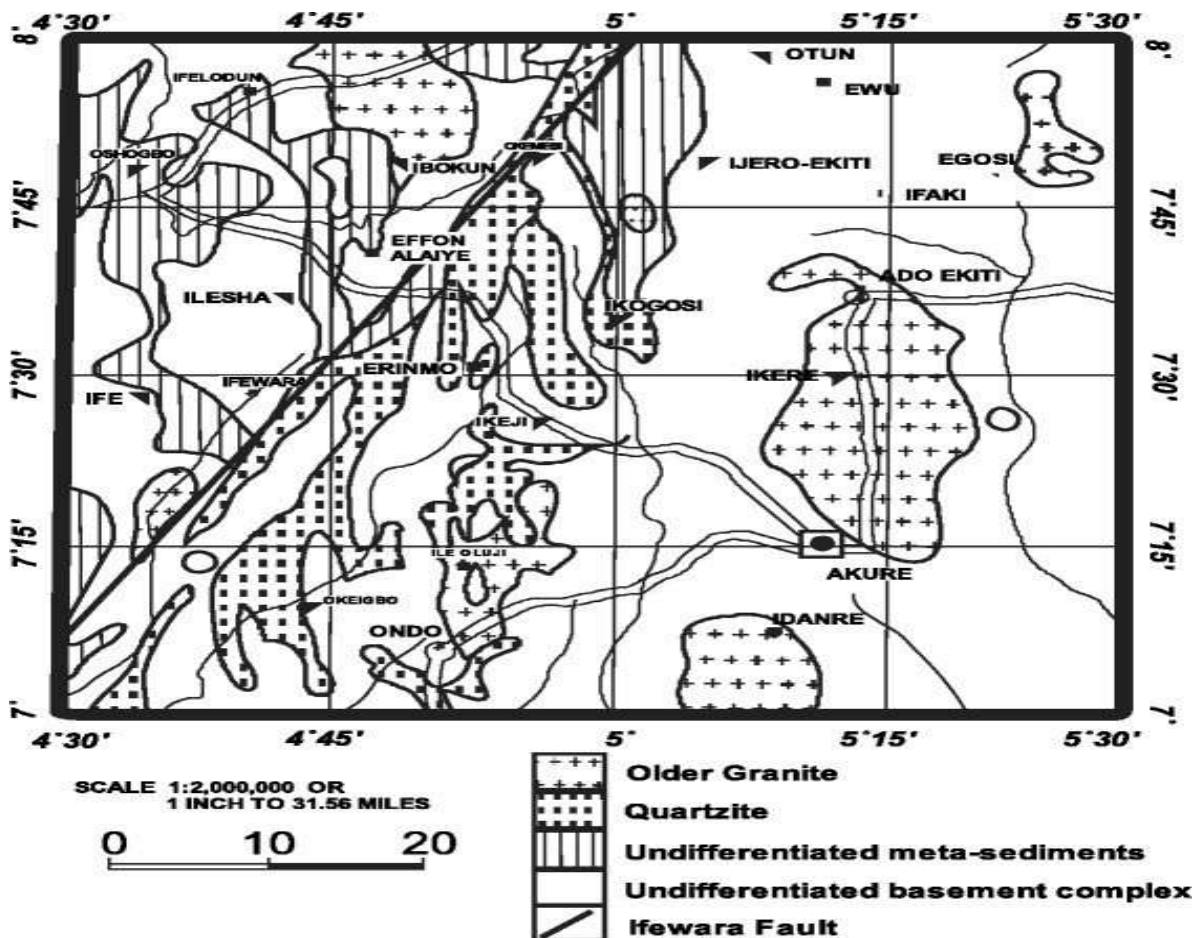 4°30' 4°45' 5° 5°15' 5°30'
8' 8'
OTUN
IFELODUN
EWU
OSHOGBO
OKEMESI
IBOKUN
IJERO-EKITI
EGOSI
IFAKI
7°45' 7°45'
EFFON
ALAIYE
ADO EKITI
ILESHA
IKOGOSI
ERINMO
IKERE
7°30' 7°30'
IFEWARA
IFE
IKEJI
7°15' 7°15'
ILE OLUJI
AKURE
OKEIGBO
ONDO
IDANRE
7' 7'
4°30' 4°45' 5° 5°15' 5°30'
SCALE 1:2,000,000 OR
1 INCH TO 31.56 MILES
0 10 20
Older Granite
Quartzite
Undifferentiated meta-sediments
Undifferentiated basement complex
Ifewara Fault